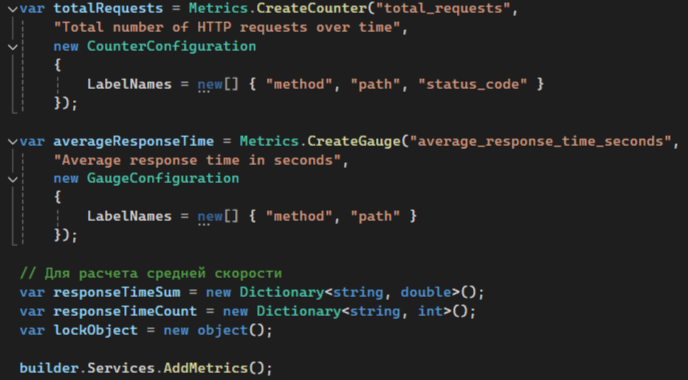 var totalRequests = Metrics.CreateCounter("total_requests",
    "Total number of HTTP requests over time",
    new CounterConfiguration
    {
        LabelNames = new[] { "method", "path", "status_code" }
    });

var averageResponseTime = Metrics.CreateGauge("average_response_time_seconds",
    "Average response time in seconds",
    new GaugeConfiguration
    {
        LabelNames = new[] { "method", "path" }
    });

// Для расчета средней скорости
var responseTimeSum = new Dictionary<string, double>();
var responseTimeCount = new Dictionary<string, int>();
var lockObject = new object();

builder.Services.AddMetrics();